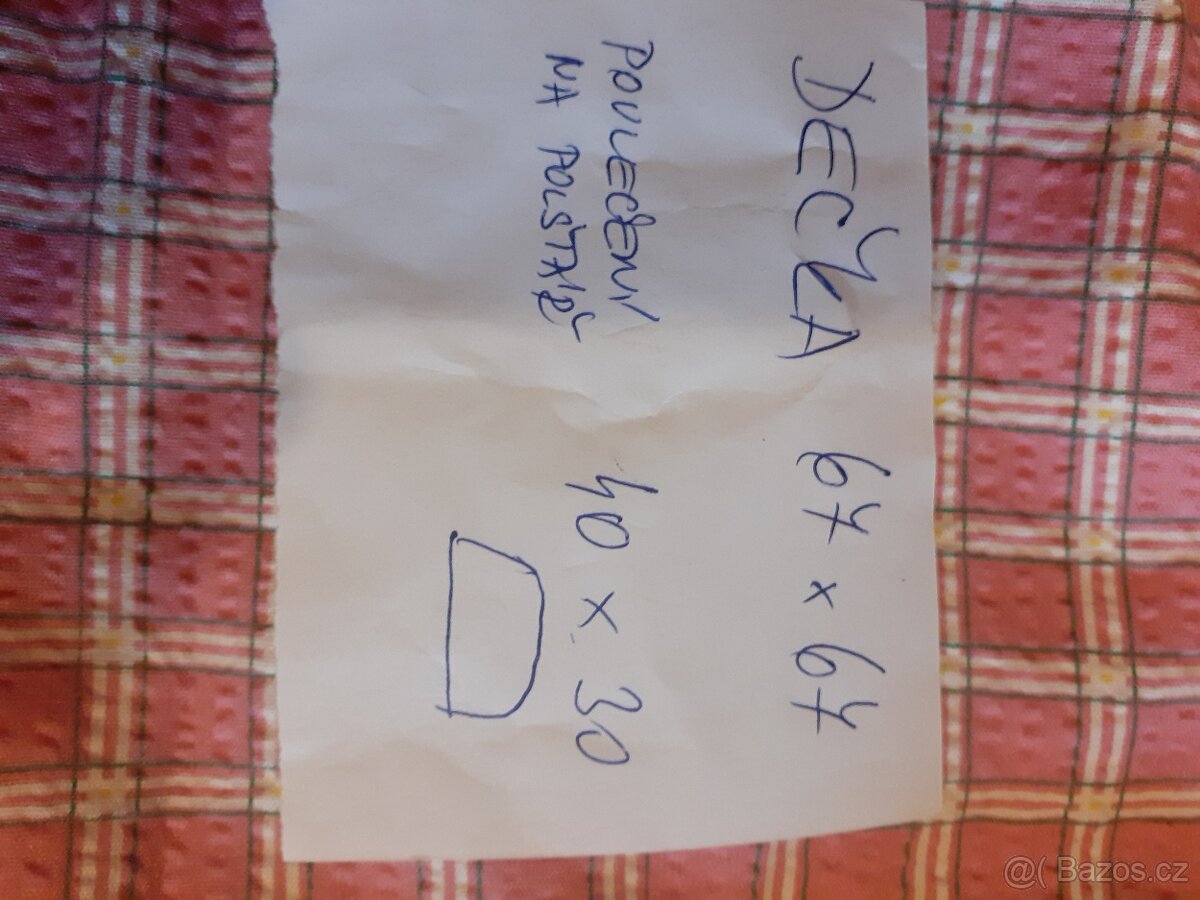 DEČKA 67 x 67
POVLEČENÍ
NA POLŠTÁŘ 40 x 30
@( Bazos.cz